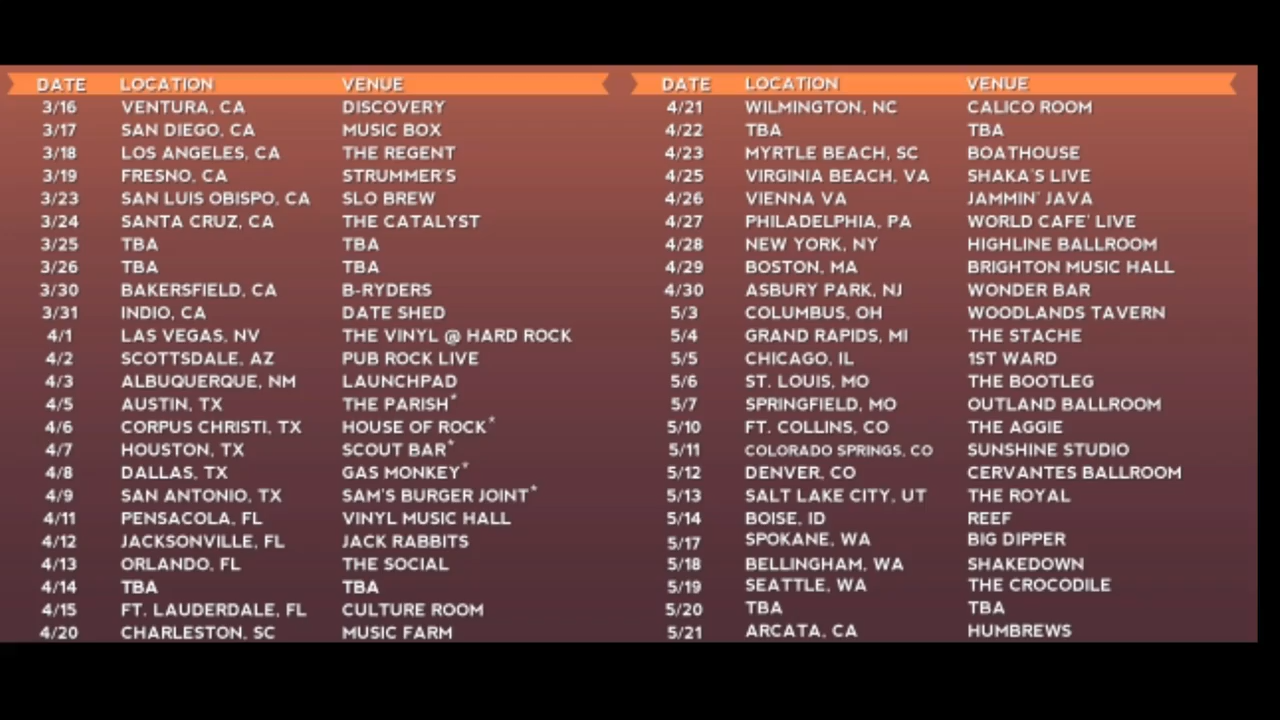 DATE LOCATION VENUE
3/16 VENTURA, CA DISCOVERY
3/17 SAN DIEGO, CA MUSIC BOX
3/18 LOS ANGELES, CA THE REGENT
3/19 FRESNO, CA STRUMMER'S
3/23 SAN LUIS OBISPO, CA SLO BREW
3/24 SANTA CRUZ, CA THE CATALYST
3/25 TBA TBA
3/26 TBA TBA
3/30 BAKERSFIELD, CA B-RYDERS
3/31 INDIO, CA DATE SHED
4/1 LAS VEGAS, NV THE VINYL @ HARD ROCK
4/2 SCOTTSDALE, AZ PUB ROCK LIVE
4/3 ALBUQUERQUE, NM LAUNCHPAD
4/5 AUSTIN, TX THE PARISH*
4/6 CORPUS CHRISTI, TX HOUSE OF ROCK*
4/7 HOUSTON, TX SCOUT BAR*
4/8 DALLAS, TX GAS MONKEY*
4/9 SAN ANTONIO, TX SAM'S BURGER JOINT*
4/11 PENSACOLA, FL VINYL MUSIC HALL
4/12 JACKSONVILLE, FL JACK RABBITS
4/13 ORLANDO, FL THE SOCIAL
4/14 TBA TBA
4/15 FT. LAUDERDALE, FL CULTURE ROOM
4/20 CHARLESTON, SC MUSIC FARM
DATE LOCATION VENUE
4/21 WILMINGTON, NC CALICO ROOM
4/22 TBA TBA
4/23 MYRTLE BEACH, SC BOATHOUSE
4/25 VIRGINIA BEACH, VA SHAKA'S LIVE
4/26 VIENNA VA JAMMIN' JAVA
4/27 PHILADELPHIA, PA WORLD CAFE' LIVE
4/28 NEW YORK, NY HIGHLINE BALLROOM
4/29 BOSTON, MA BRIGHTON MUSIC HALL
4/30 ASBURY PARK, NJ WONDER BAR
5/3 COLUMBUS, OH WOODLANDS TAVERN
5/4 GRAND RAPIDS, MI THE STACHE
5/5 CHICAGO, IL 1ST WARD
5/6 ST. LOUIS, MO THE BOOTLEG
5/7 SPRINGFIELD, MO OUTLAND BALLROOM
5/10 FT. COLLINS, CO THE AGGIE
5/11 COLORADO SPRINGS, CO SUNSHINE STUDIO
5/12 DENVER, CO CERVANTES BALLROOM
5/13 SALT LAKE CITY, UT THE ROYAL
5/14 BOISE, ID REEF
5/17 SPOKANE, WA BIG DIPPER
5/18 BELLINGHAM, WA SHAKEDOWN
5/19 SEATTLE, WA THE CROCODILE
5/20 TBA TBA
5/21 ARCATA, CA HUMBREWS